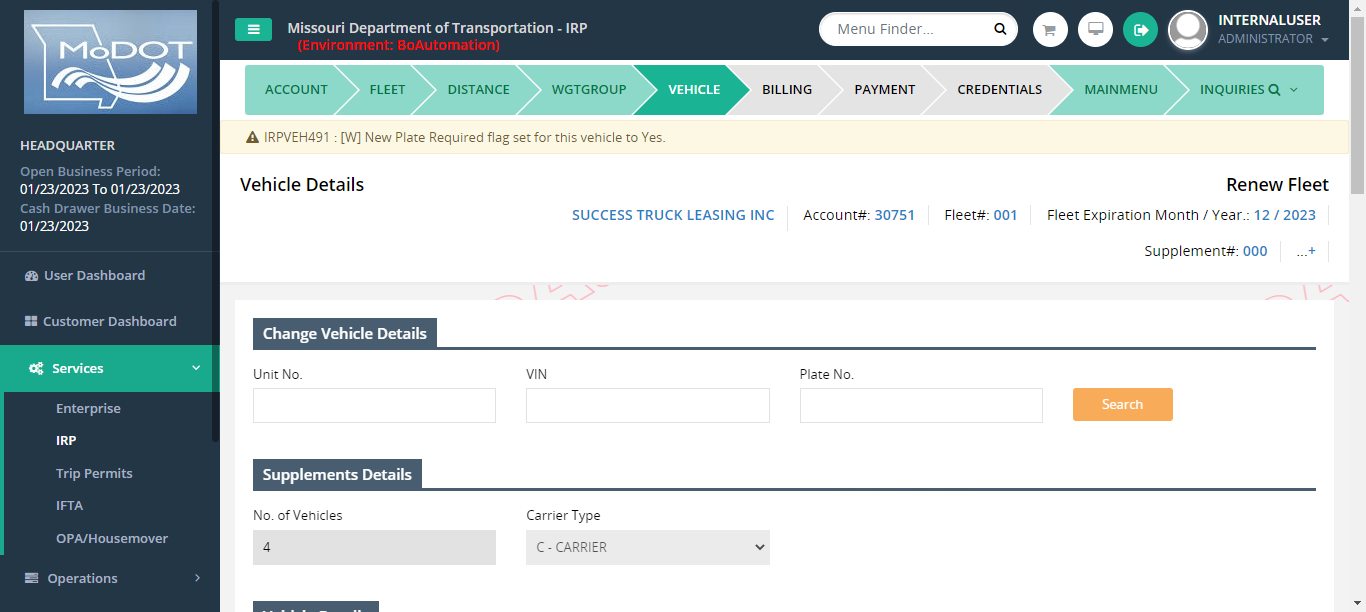 MoDOT
HEADQUARTER
Open Business Period:
01/23/2023 To 01/23/2023
Cash Drawer Business Date:
01/23/2023
User Dashboard
Customer Dashboard
Services
Enterprise
IRP
Trip Permits
IFTA
OPA/Housemover
Operations
Missouri Department of Transportation - IRP
(Environment: BoAutomation)
Menu Finder...
INTERNALUSER
ADMINISTRATOR
ACCOUNT FLEET DISTANCE WGTGROUP VEHICLE BILLING PAYMENT CREDENTIALS MAINMENU INQUIRIES
IRPVEH491 : [W] New Plate Required flag set for this vehicle to Yes.
Vehicle Details Renew Fleet
SUCCESS TRUCK LEASING INC Account#: 30751 Fleet#: 001 Fleet Expiration Month / Year.: 12 / 2023
Supplement#: 000 ...+
Change Vehicle Details
Unit No. VIN Plate No.
Search
Supplements Details
No. of Vehicles Carrier Type
4 C - CARRIER